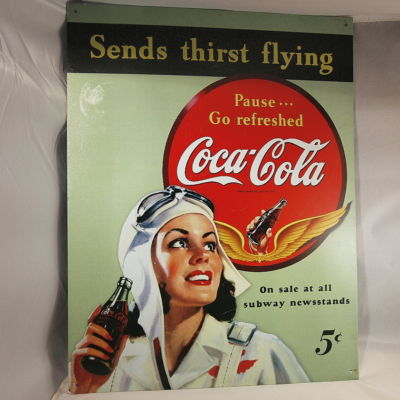 Sends thirst flying
Pause...
Go refreshed
Coca-Cola
On sale at all
subway newsstands
5¢